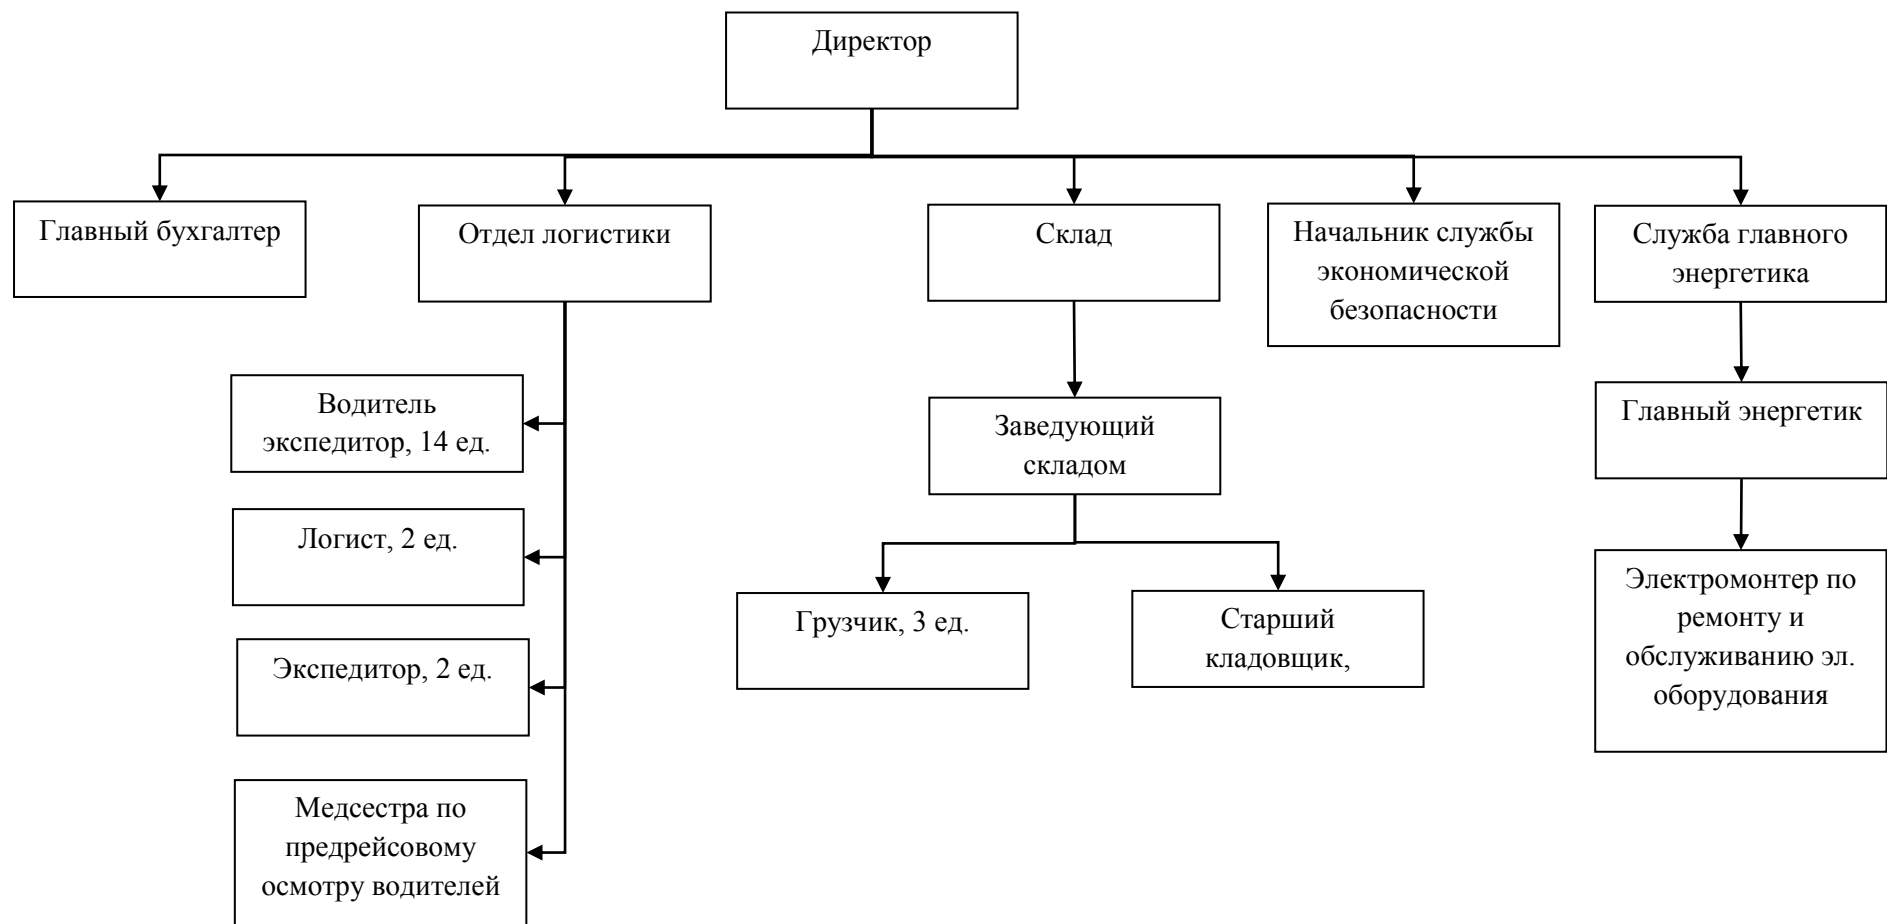 Директор
Главный бухгалтер
Отдел логистики
Склад
Начальник службы
экономической
безопасности
Служба главного
энергетика
Водитель
экспедитор, 14 ед.
Логист, 2 ед.
Экспедитор, 2 ед.
Медсестра по
предрейсовому
осмотру водителей
Заведующий
складом
Грузчик, 3 ед.
Старший
кладовщик,
Главный энергетик
Электромонтер по
ремонту и
обслуживанию эл.
оборудования